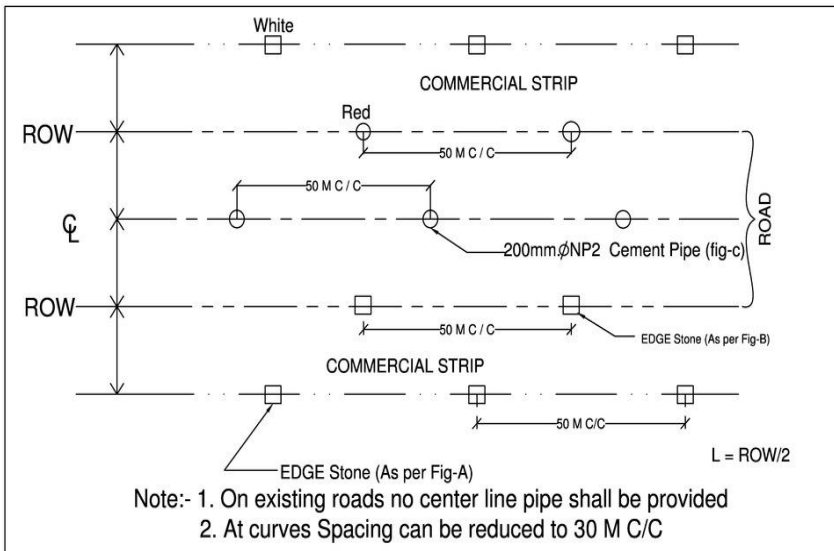 White
COMMERCIAL STRIP
Red
ROW
50 M C / C
50 M C / C
ROAD
℄
200mm.ØNP2 Cement Pipe (fig-c)
ROW
50 M C / C
EDGE Stone (As per Fig-B)
COMMERCIAL STRIP
50 M C/C
L = ROW/2
EDGE Stone (As per Fig-A)
Note:- 1. On existing roads no center line pipe shall be provided
2. At curves Spacing can be reduced to 30 M C/C